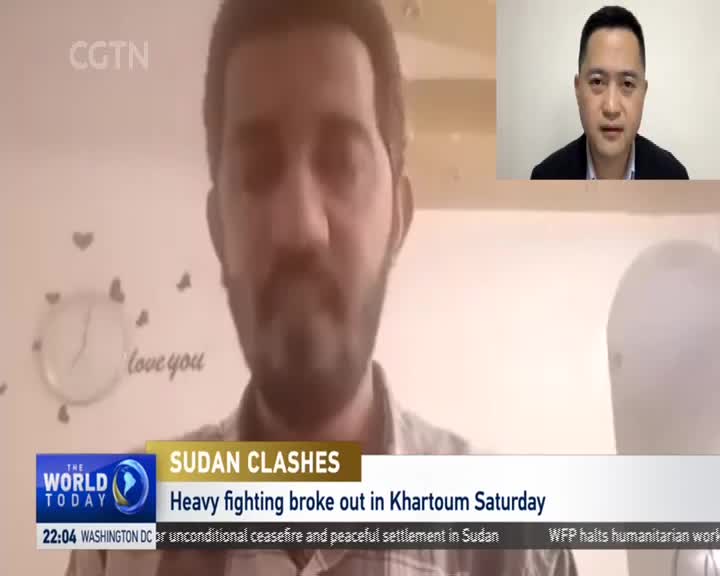 CGTN
love you
SUDAN CLASHES
THE
WORLD
TODAY
Heavy fighting broke out in Khartoum Saturday
22:04 WASHINGTON DC
or unconditional ceasefire and peaceful settlement in Sudan WFP halts humanitarian work